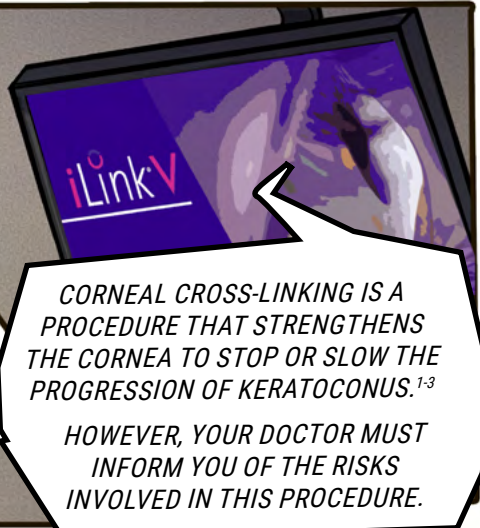 iLink V
CORNEAL CROSS-LINKING IS A
PROCEDURE THAT STRENGTHENS
THE CORNEA TO STOP OR SLOW THE
PROGRESSION OF KERATOCONUS.1-3
HOWEVER, YOUR DOCTOR MUST
INFORM YOU OF THE RISKS
INVOLVED IN THIS PROCEDURE.